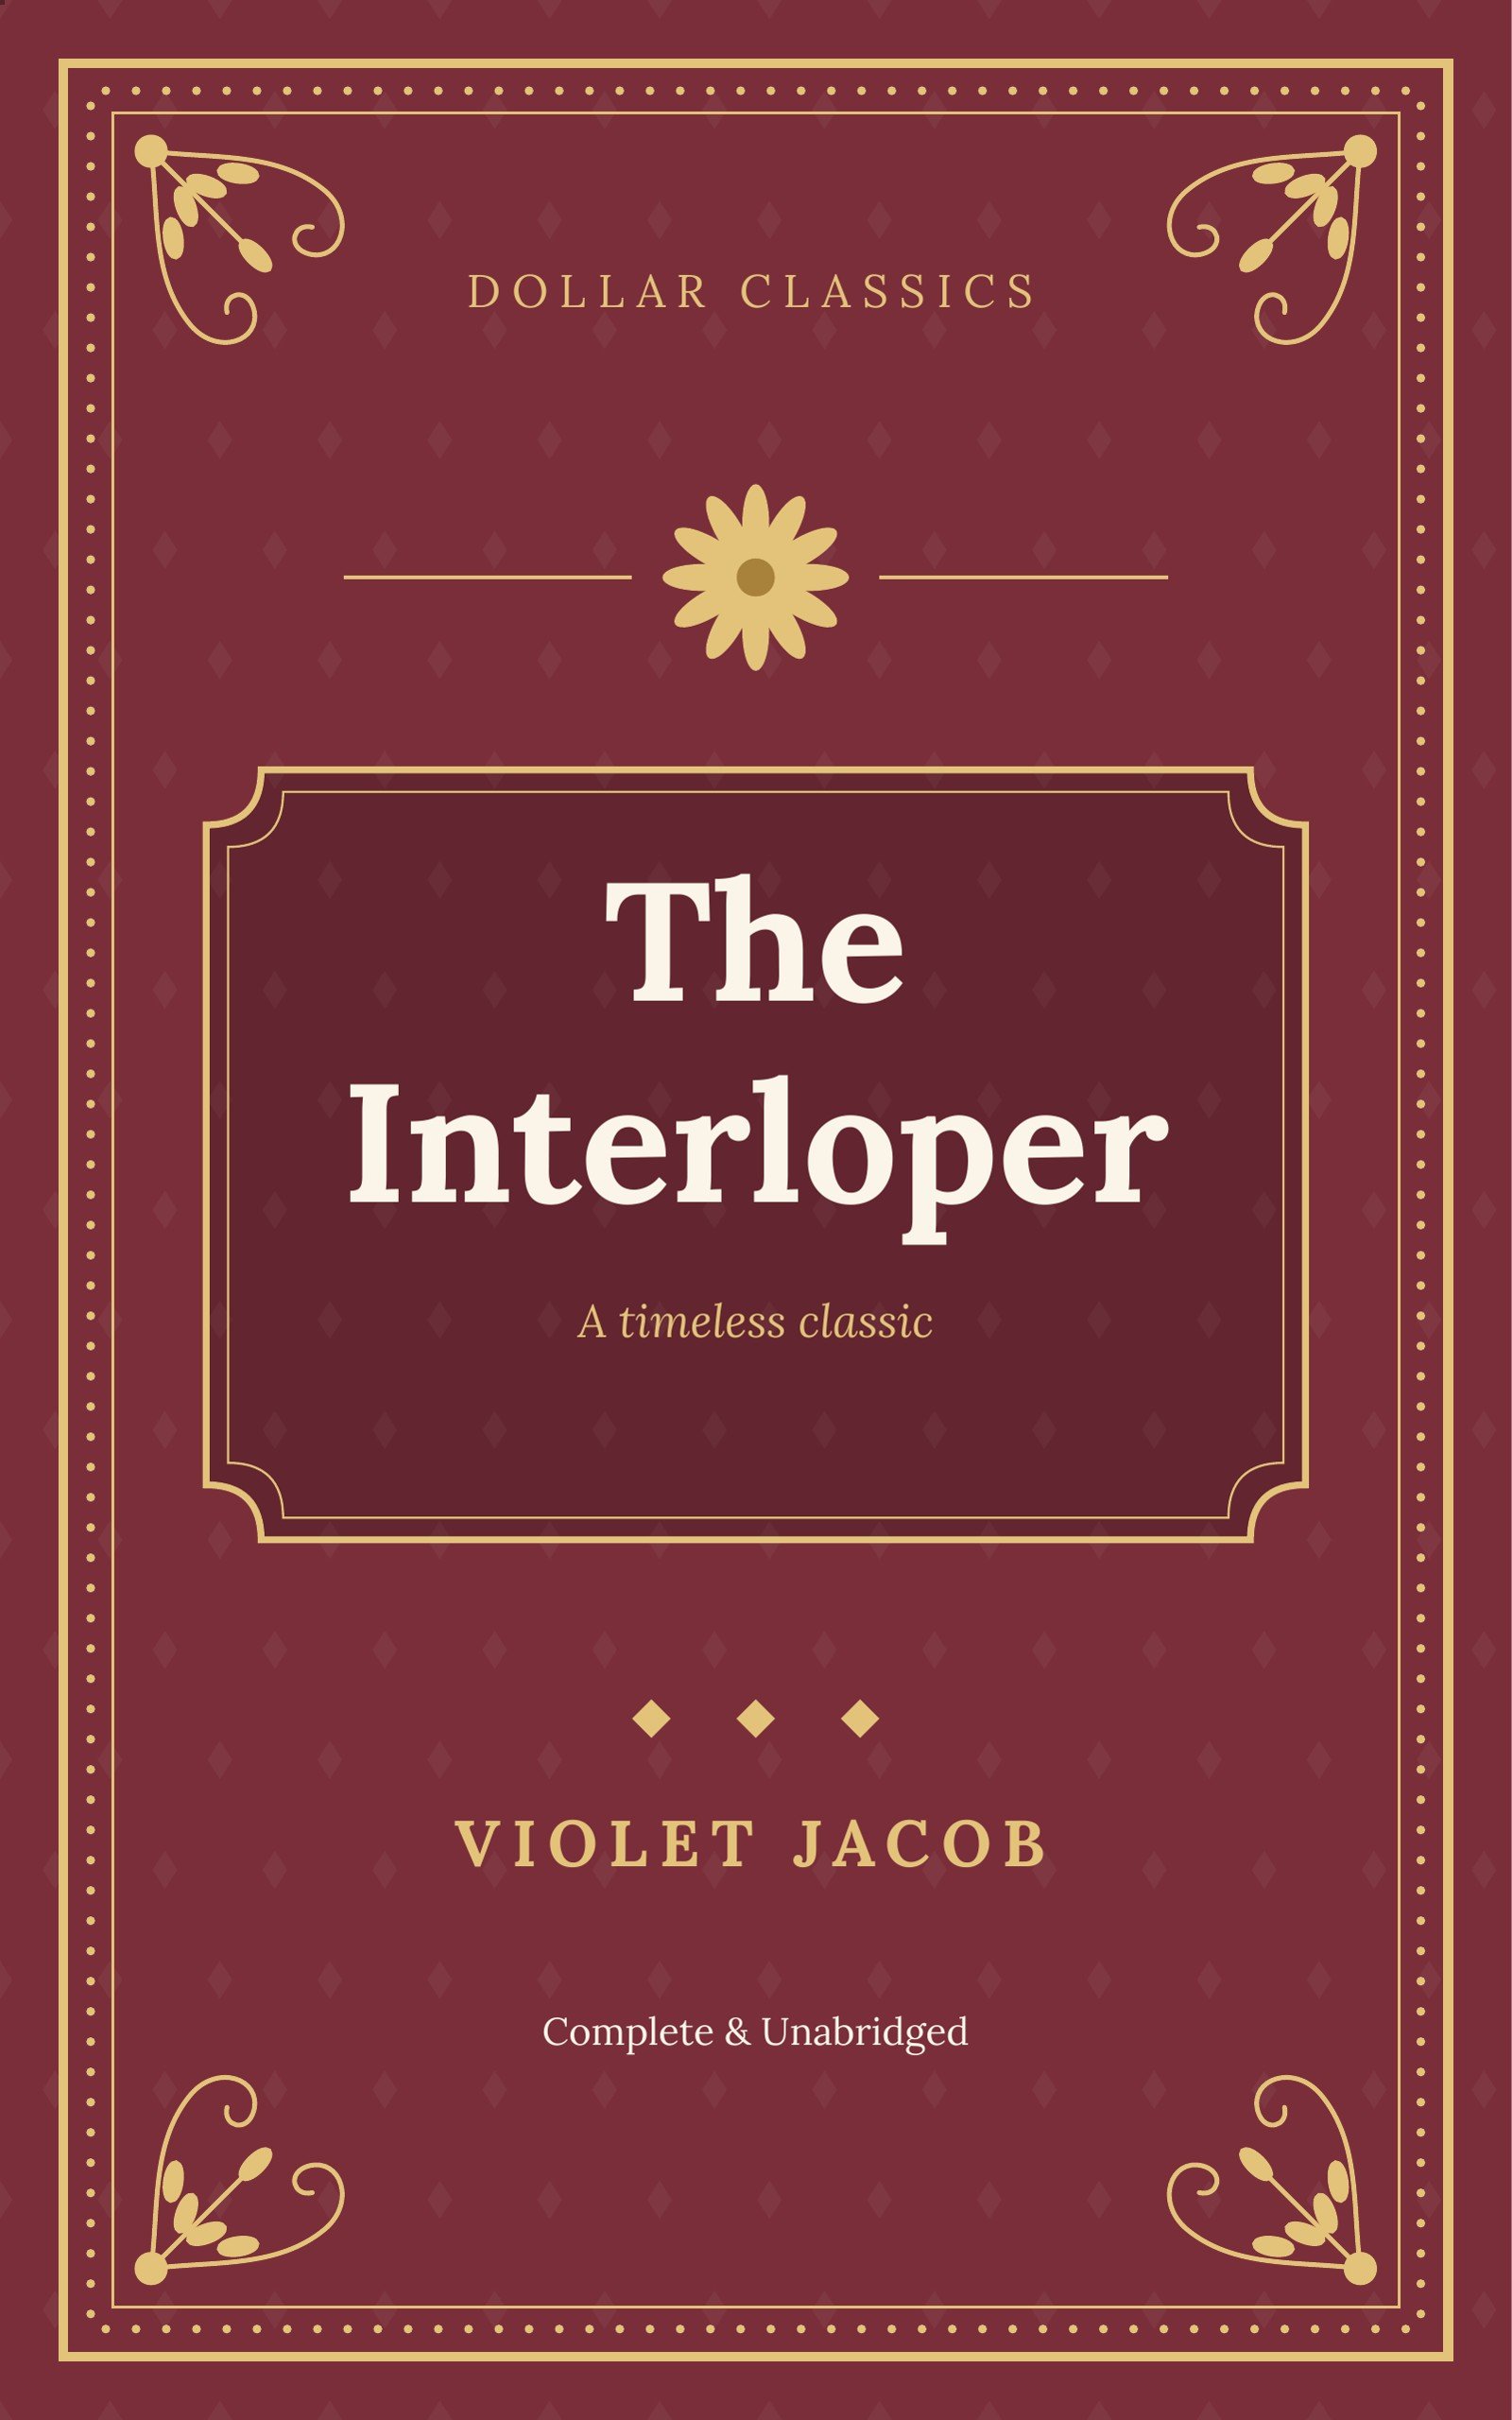 DOLLAR CLASSICS
The
Interloper
A timeless classic
VIOLET JACOB
Complete & Unabridged